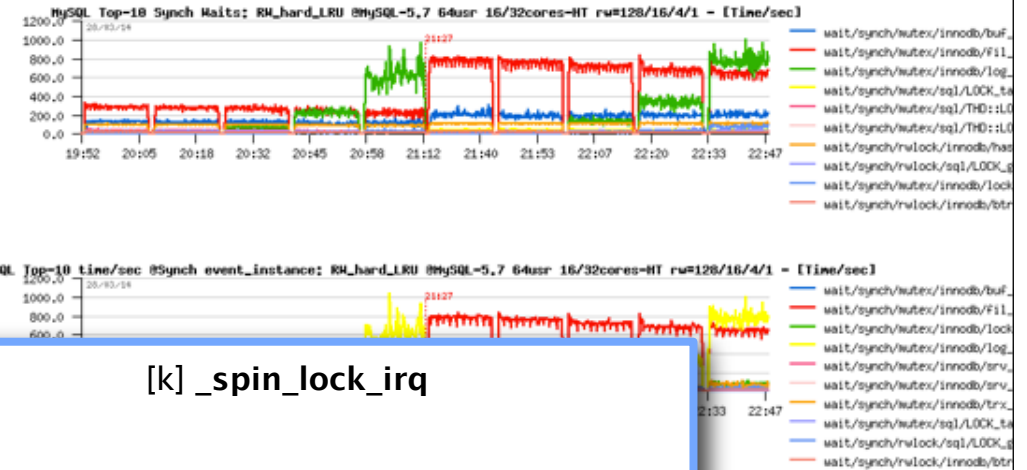 MySQL Top-10 Synch Waits: RW_hard_LRU @MySQL-5.7 64usr 16/32cores-HT rw=128/16/4/1 - [Time/sec]
1200.0
28/03/14
1000.0
800.0
600.0
400.0
200.0
0.0
21:27
19:52 20:05 20:18 20:32 20:45 20:58 21:12 21:40 21:53 22:07 22:20 22:33 22:47
wait/synch/mutex/innodb/buf_
wait/synch/mutex/innodb/fil_
wait/synch/mutex/innodb/log_
wait/synch/mutex/sql/LOCK_ta
wait/synch/mutex/sql/THD::LO
wait/synch/mutex/sql/THD::LO
wait/synch/rwlock/innodb/has
wait/synch/rwlock/sql/LOCK_g
wait/synch/mutex/innodb/lock
wait/synch/rwlock/innodb/btr
QL Top-10 time/sec @Synch event_instance: RW_hard_LRU @MySQL-5.7 64usr 16/32cores-HT rw=128/16/4/1 - [Time/sec]
1200.0
28/03/14
1000.0
800.0
600.0
21:27
2:33 22:47
wait/synch/mutex/innodb/buf_
wait/synch/mutex/innodb/fil_
wait/synch/mutex/innodb/lock
wait/synch/mutex/innodb/log_
wait/synch/mutex/innodb/srv_
wait/synch/mutex/innodb/srv_
wait/synch/mutex/innodb/trx_
wait/synch/mutex/sql/LOCK_ta
wait/synch/rwlock/sql/LOCK_g
wait/synch/rwlock/innodb/btr
[k] _spin_lock_irq